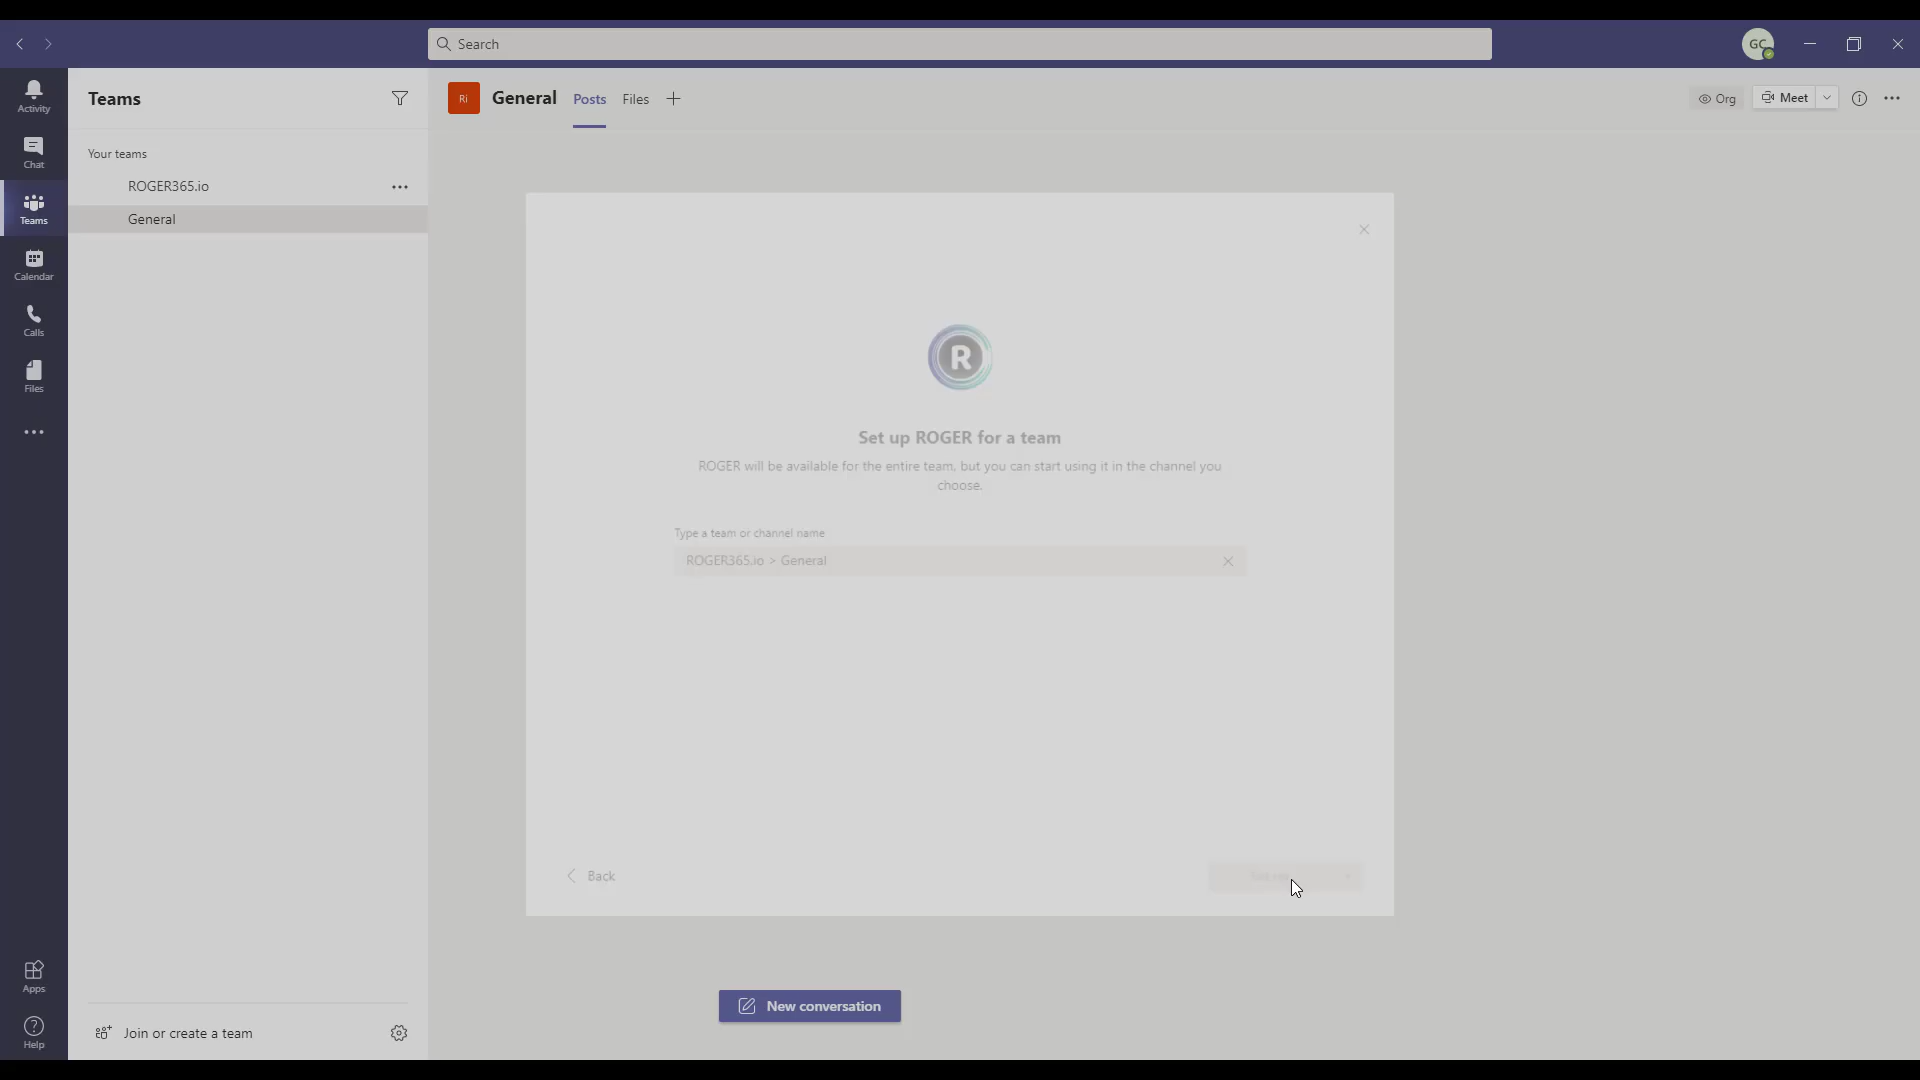 Search
GC
Activity
Chat
Teams
Calendar
Calls
Files
Apps
Help
Teams
Your teams
ROGER365.io
General
Join or create a team
Ri
General
Posts
Files
Org
Meet
R
Set up ROGER for a team
ROGER will be available for the entire team, but you can start using it in the channel you
choose.
Type a team or channel name
ROGER365.io > General
Back
New conversation